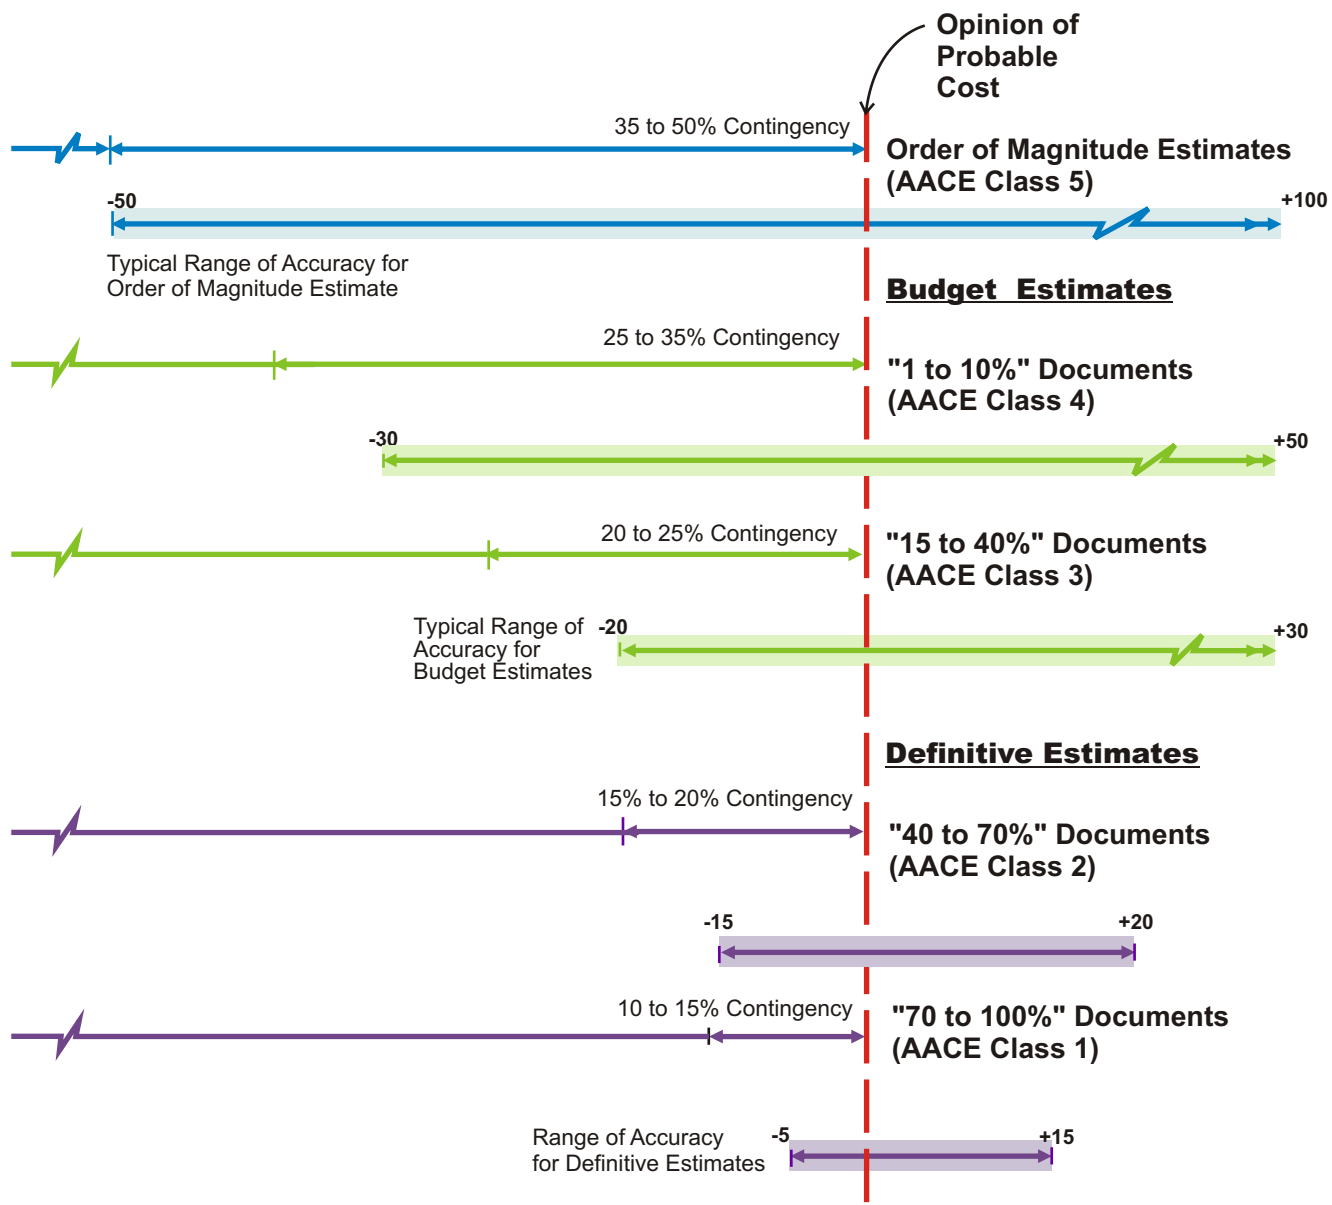 Opinion of
Probable
Cost
35 to 50% Contingency
Order of Magnitude Estimates
(AACE Class 5)
-50
+100
Typical Range of Accuracy for
Order of Magnitude Estimate
Budget Estimates
25 to 35% Contingency
"1 to 10%" Documents
(AACE Class 4)
-30
+50
20 to 25% Contingency
"15 to 40%" Documents
(AACE Class 3)
Typical Range of
Accuracy for
Budget Estimates
-20
+30
Definitive Estimates
15% to 20% Contingency
"40 to 70%" Documents
(AACE Class 2)
-15
+20
10 to 15% Contingency
"70 to 100%" Documents
(AACE Class 1)
Range of Accuracy
for Definitive Estimates
-5
+15